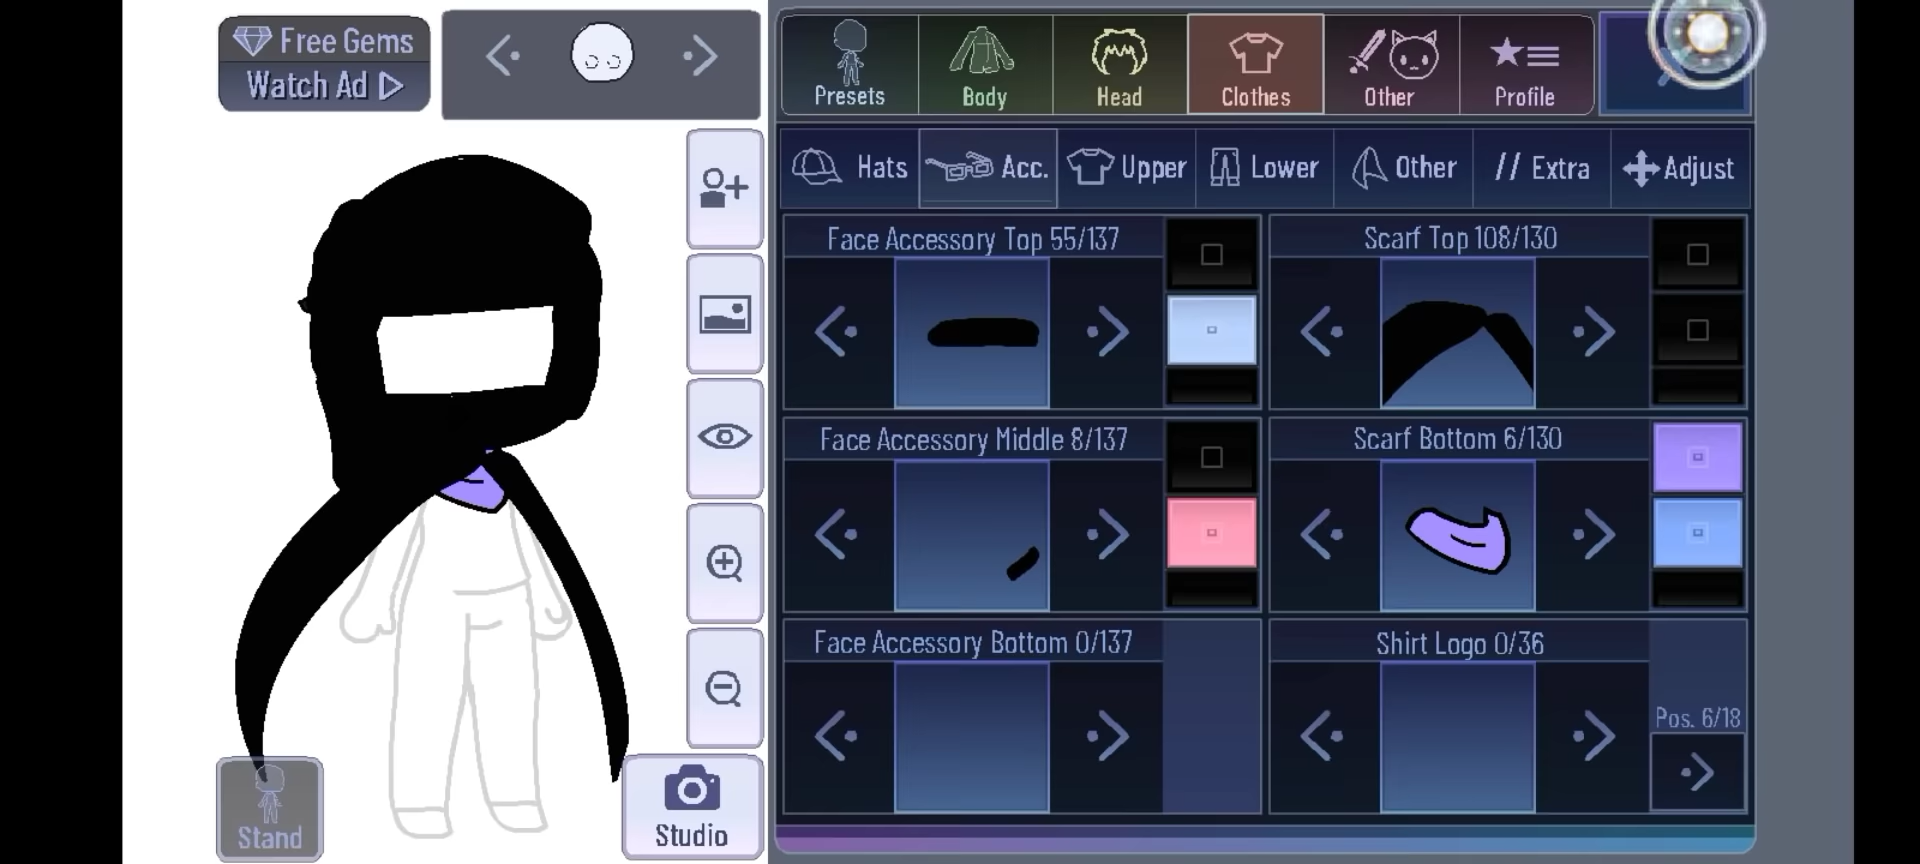 Free Gems
Watch Ad
Presets
Body
Head
Clothes
Other
Profile
Hats
Acc.
Upper
Lower
Other
Extra
Adjust
Face Accessory Top 55/137
Scarf Top 108/130
Face Accessory Middle 8/137
Scarf Bottom 6/130
Face Accessory Bottom 0/137
Shirt Logo 0/36
Pos. 6/18
Stand
Studio